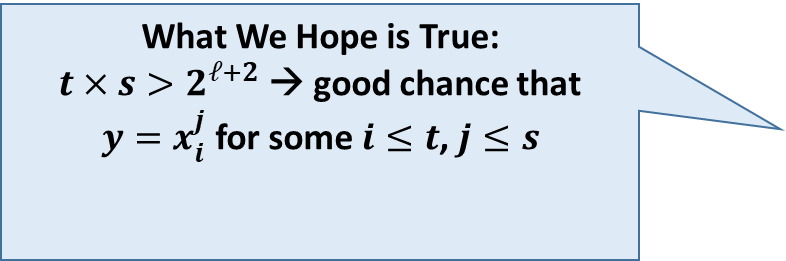 What We Hope is True:
𝒕 × 𝒔 > 𝟐^{ℓ+𝟐} → good chance that
𝒚 = 𝒙_𝒊^𝒋 for some 𝒊 ≤ 𝒕, 𝒋 ≤ 𝒔